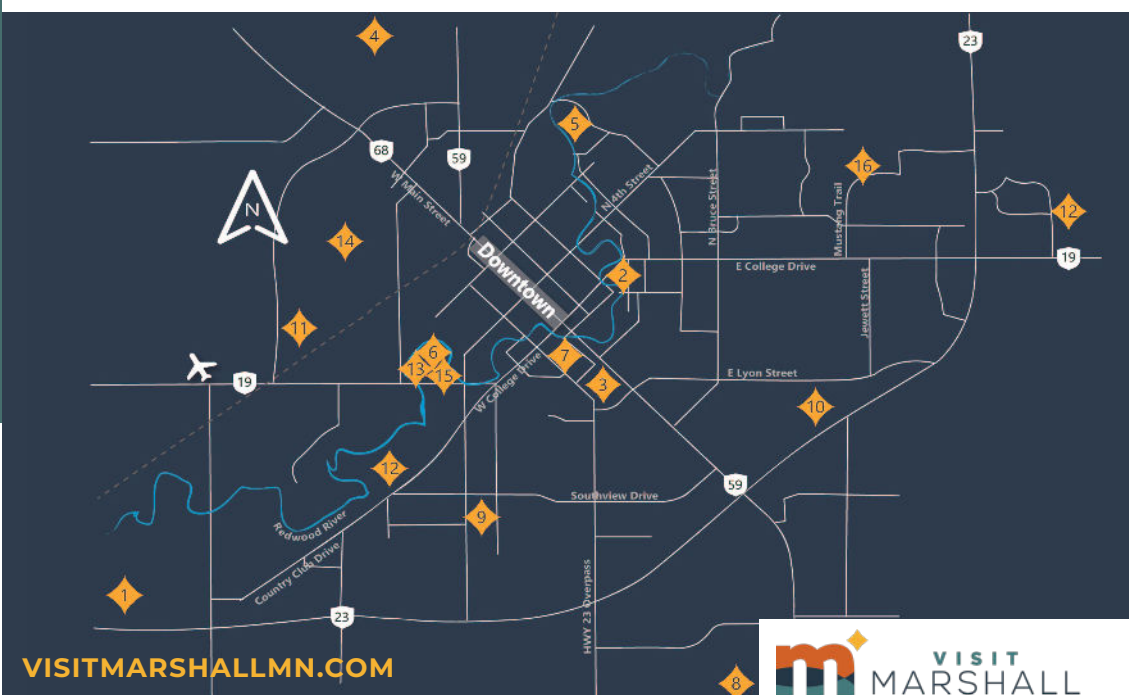 4
23
5
68
59
W Main Street
N 4th Street
N Bruce Street
16
Mustang Trail
12
N
14
Downtown
2
E College Drive
19
Jewett Street
11
6
13
15
7
19
W College Drive
3
E Lyon Street
10
12
59
Southview Drive
9
Redwood River
Country Club Drive
1
HWY 23 Overpass
23
VISITMARSHALLMN.COM
8
m
VISIT
MARSHALL